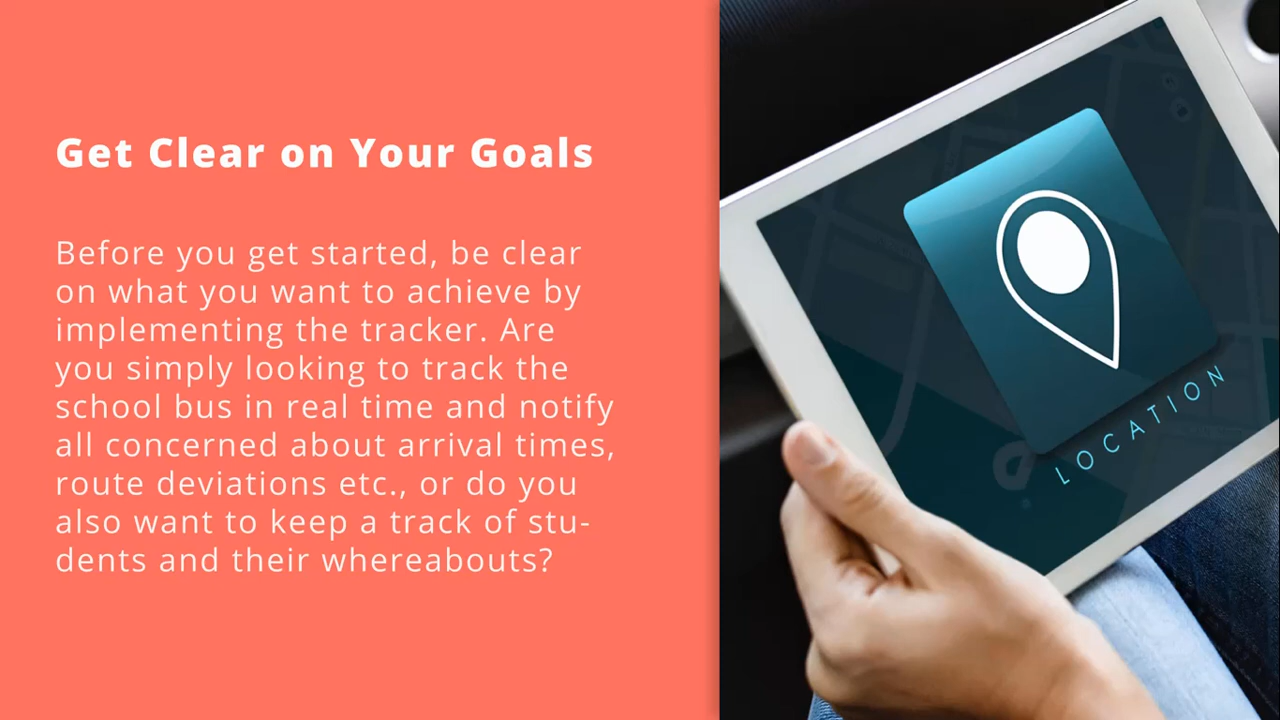 Get Clear on Your Goals
Before you get started, be clear
on what you want to achieve by
implementing the tracker. Are
you simply looking to track the
school bus in real time and notify
all concerned about arrival times,
route deviations etc., or do you
also want to keep a track of stu-
dents and their whereabouts?
LOCATION